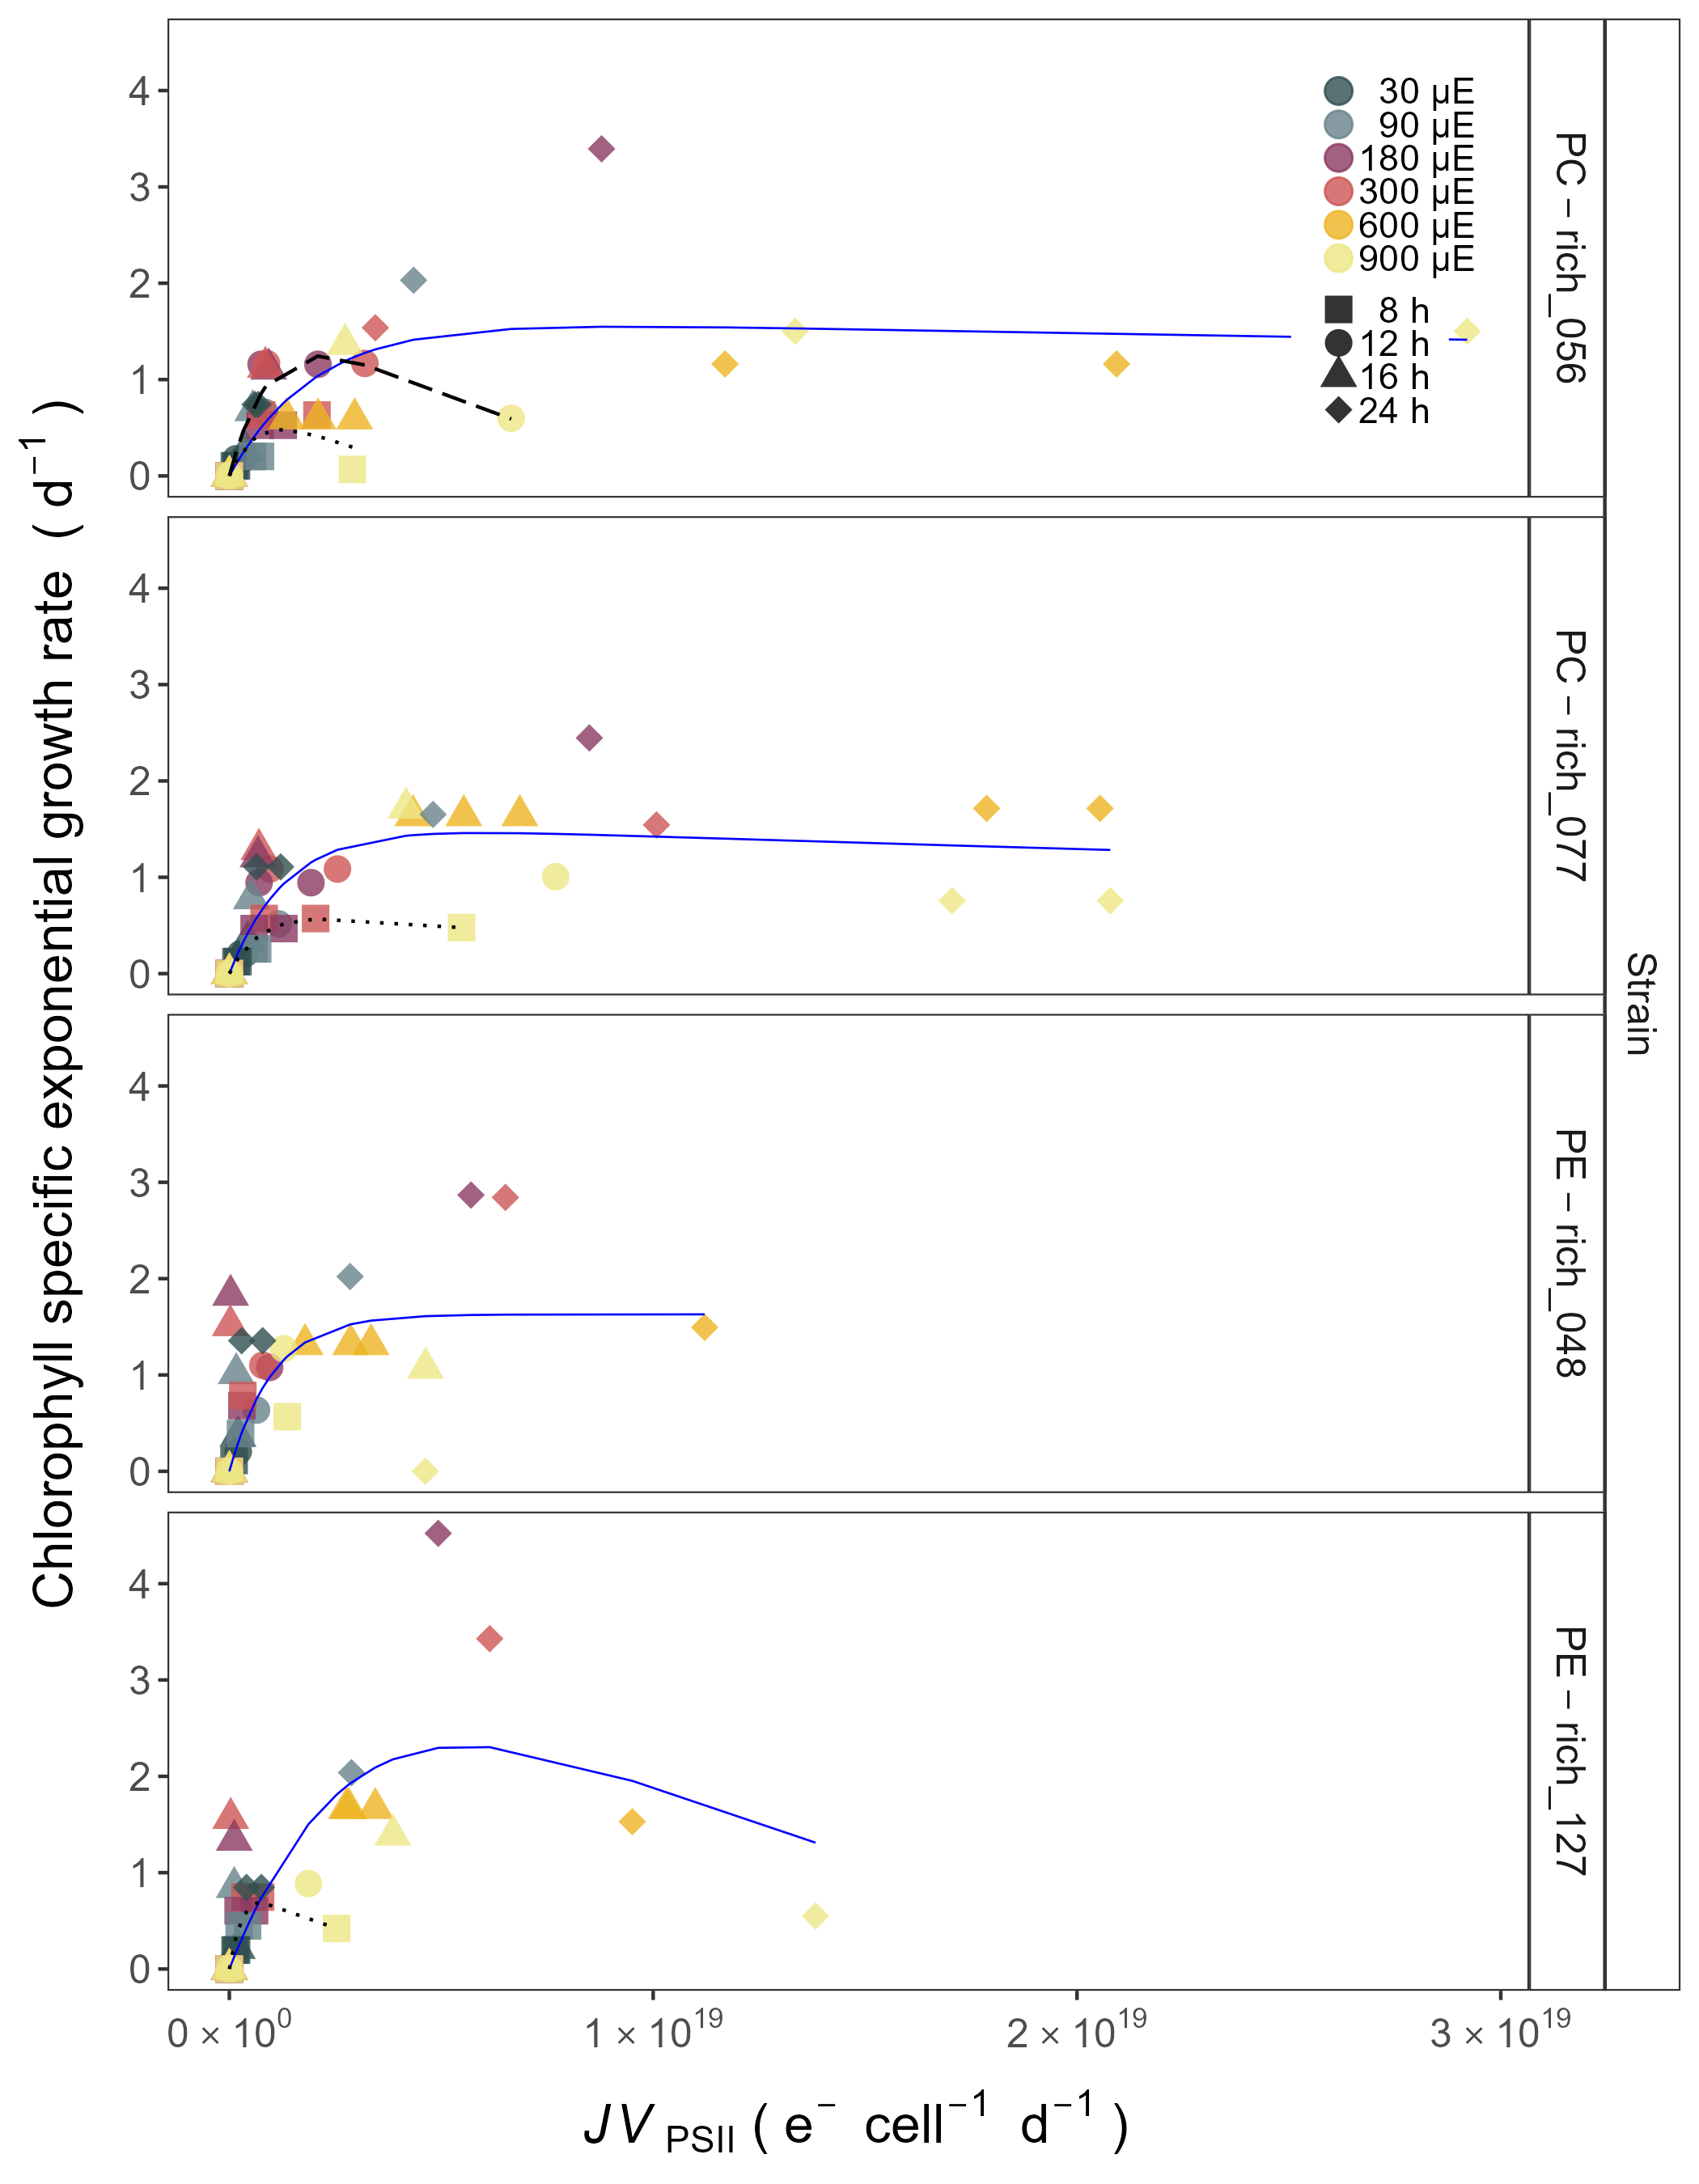 Chlorophyll specific exponential growth rate ( d⁻¹ )
4
3
2
1
0
30 µE
90 µE
180 µE
300 µE
600 µE
900 µE
8 h
12 h
16 h
24 h
PC − rich_056
4
3
2
1
0
PC − rich_077
4
3
2
1
0
PE − rich_048
4
3
2
1
0
PE − rich_127
Strain
0 × 10⁰
1 × 10¹⁹
2 × 10¹⁹
3 × 10¹⁹
JV PSII ( e⁻ cell⁻¹ d⁻¹ )